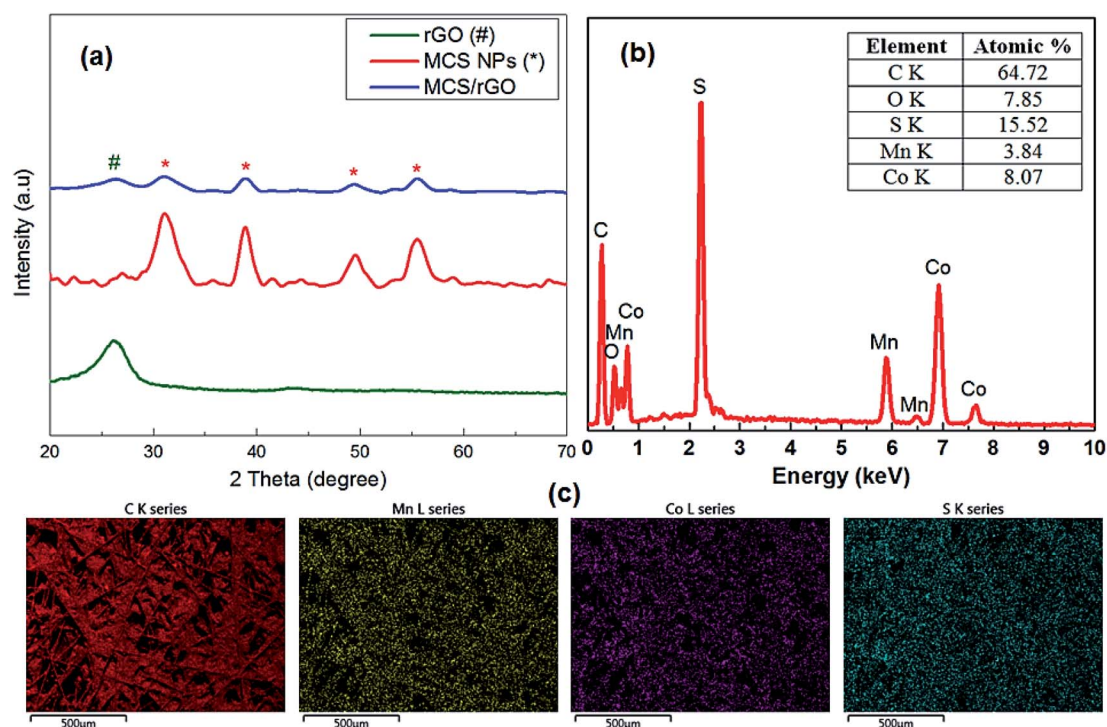 (a)
rGO (#)
MCS NPs (*)
MCS/rGO
# * * * *
Intensity (a.u)
20 30 40 50 60 70
2 Theta (degree)
(b)
Element Atomic %
C K 64.72
O K 7.85
S K 15.52
Mn K 3.84
Co K 8.07
S
C
Co
Mn
O
Mn
Mn
Co
Co
0 1 2 3 4 5 6 7 8 9 10
Energy (keV)
(c)
C K series
Mn L series
Co L series
S K series
500μm
500μm
500μm
500μm